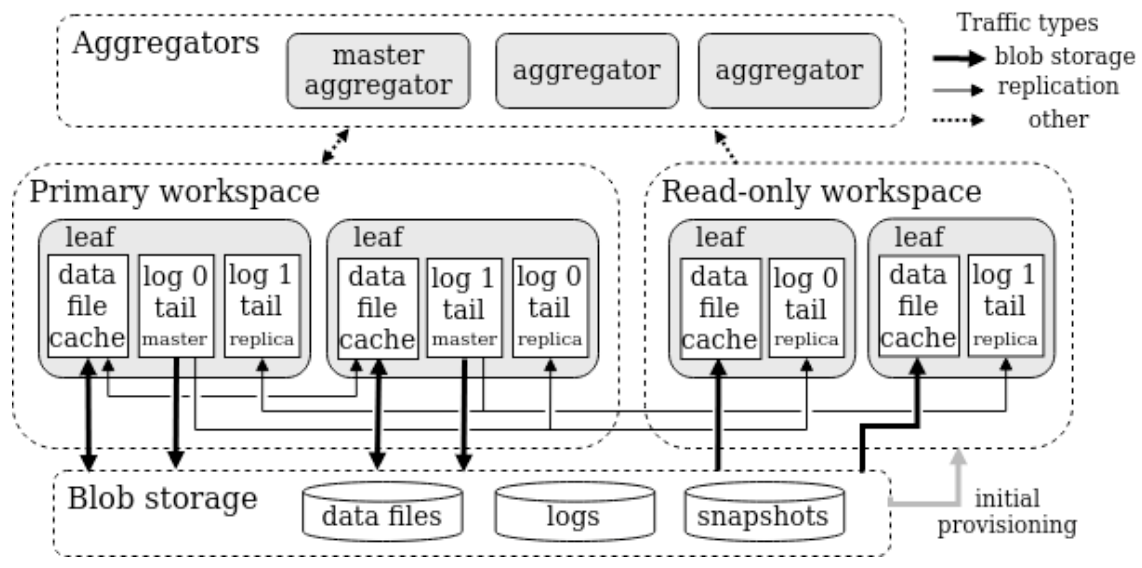 Aggregators
master
aggregator
aggregator
aggregator
Traffic types
blob storage
replication
other
Primary workspace
leaf
data
file
cache
log 0
tail
master
log 1
tail
replica
leaf
data
file
cache
log 1
tail
master
log 0
tail
replica
Read-only workspace
leaf
data
file
cache
log 0
tail
replica
leaf
data
file
cache
log 1
tail
replica
Blob storage
data files
logs
snapshots
initial
provisioning